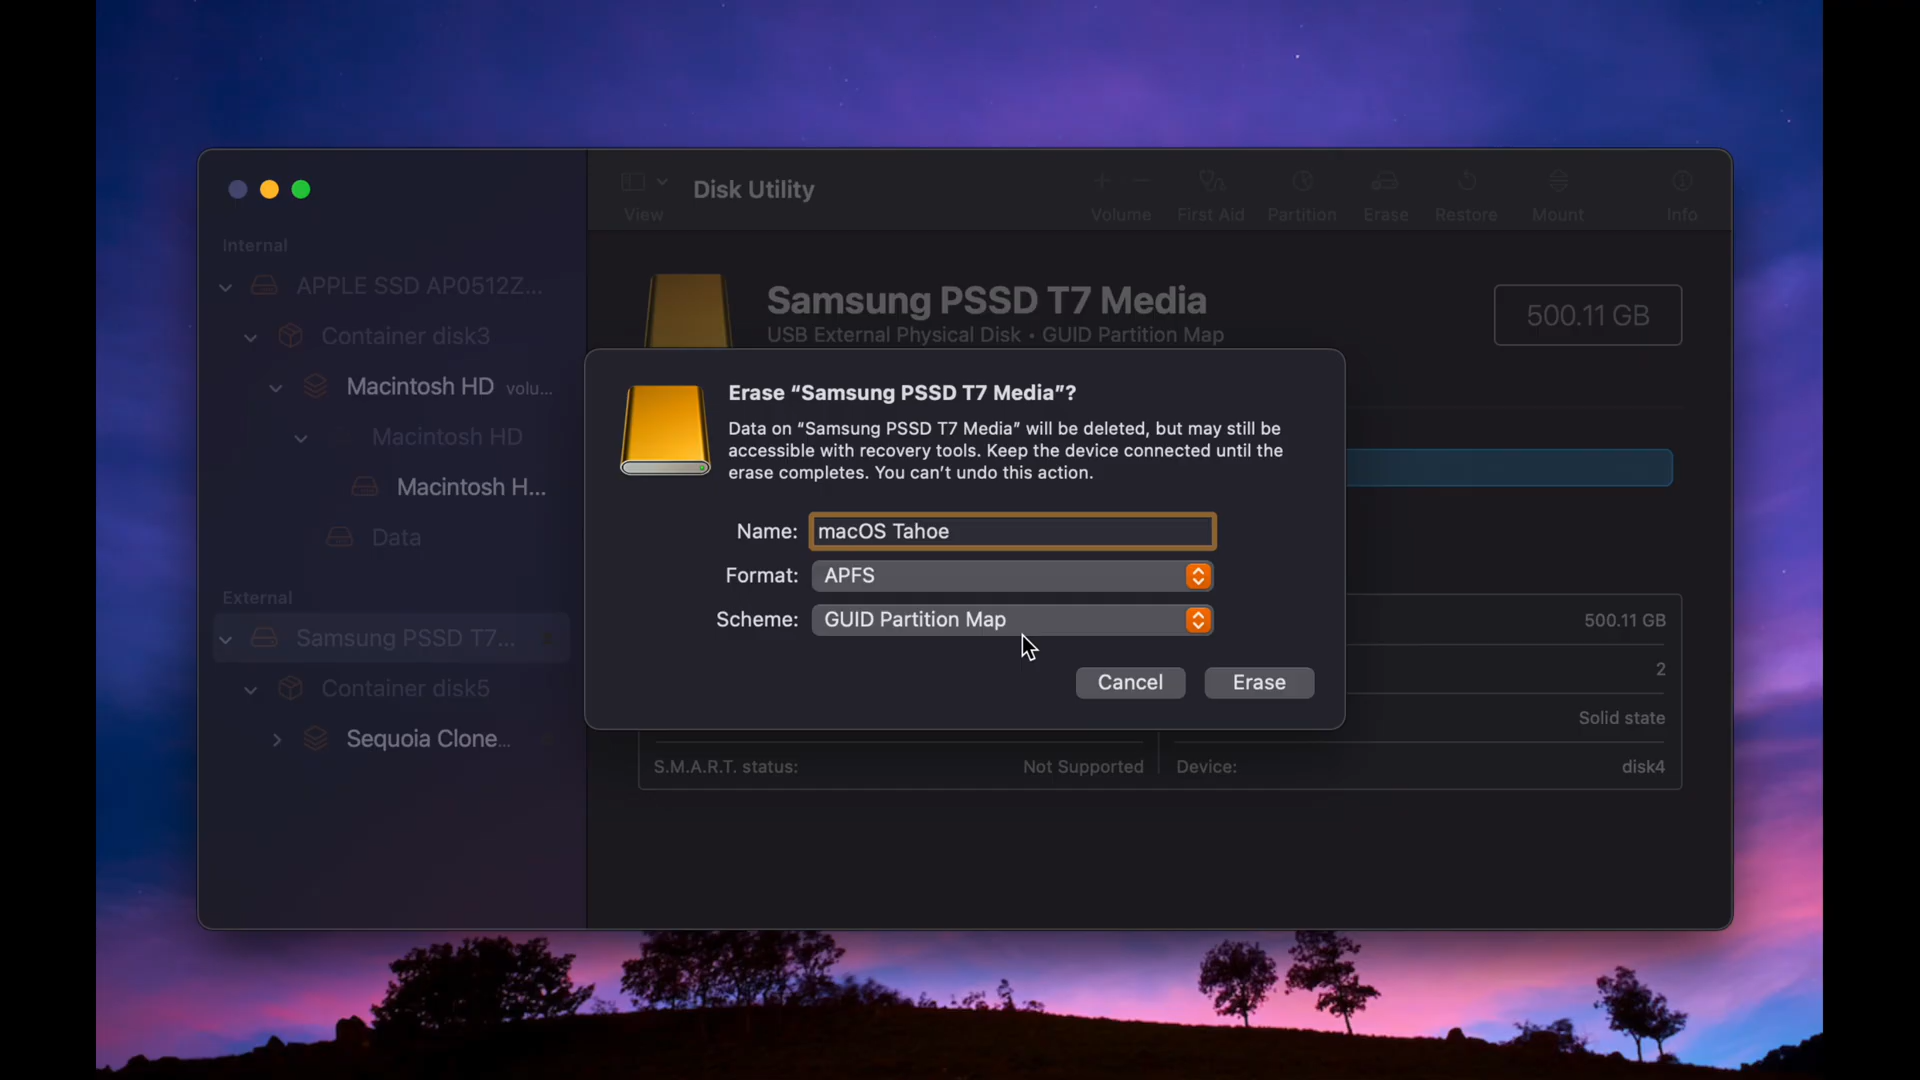 View
Disk Utility
Volume
First Aid
Partition
Erase
Restore
Mount
Info
Internal
APPLE SSD AP0512Z...
Container disk3
Macintosh HD volu...
Macintosh HD
Macintosh H...
Data
External
Samsung PSSD T7...
Container disk5
Sequoia Clone...
Samsung PSSD T7 Media
USB External Physical Disk • GUID Partition Map
500.11 GB
Erase “Samsung PSSD T7 Media”?
Data on “Samsung PSSD T7 Media” will be deleted, but may still be
accessible with recovery tools. Keep the device connected until the
erase completes. You can’t undo this action.
Name: macOS Tahoe
Format: APFS
Scheme: GUID Partition Map
Cancel
Erase
500.11 GB
2
Solid state
S.M.A.R.T. status: Not Supported
Device: disk4